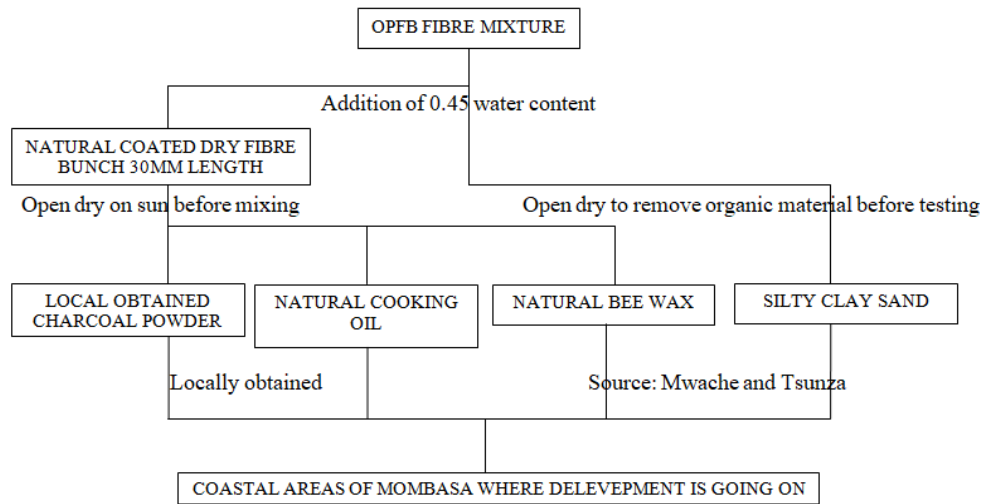 OPFB FIBRE MIXTURE
Addition of 0.45 water content
NATURAL COATED DRY FIBRE
BUNCH 30MM LENGTH
Open dry on sun before mixing
Open dry to remove organic material before testing
LOCAL OBTAINED
CHARCOAL POWDER
NATURAL COOKING
OIL
NATURAL BEE WAX
SILTY CLAY SAND
Locally obtained
Source: Mwache and Tsunza
COASTAL AREAS OF MOMBASA WHERE DELEVEPMENT IS GOING ON